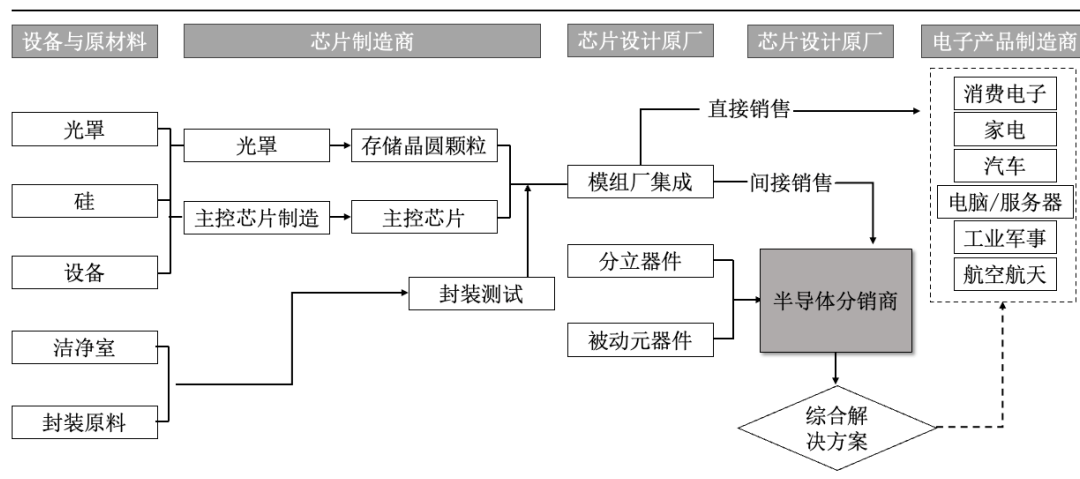 设备与原材料
芯片制造商
芯片设计原厂
芯片设计原厂
电子产品制造商
光罩
硅
设备
洁净室
封装原料
光罩
存储晶圆颗粒
主控芯片制造
主控芯片
封装测试
模组厂集成
分立器件
被动元器件
直接销售
间接销售
半导体分销商
综合解
决方案
消费电子
家电
汽车
电脑/服务器
工业军事
航空航天